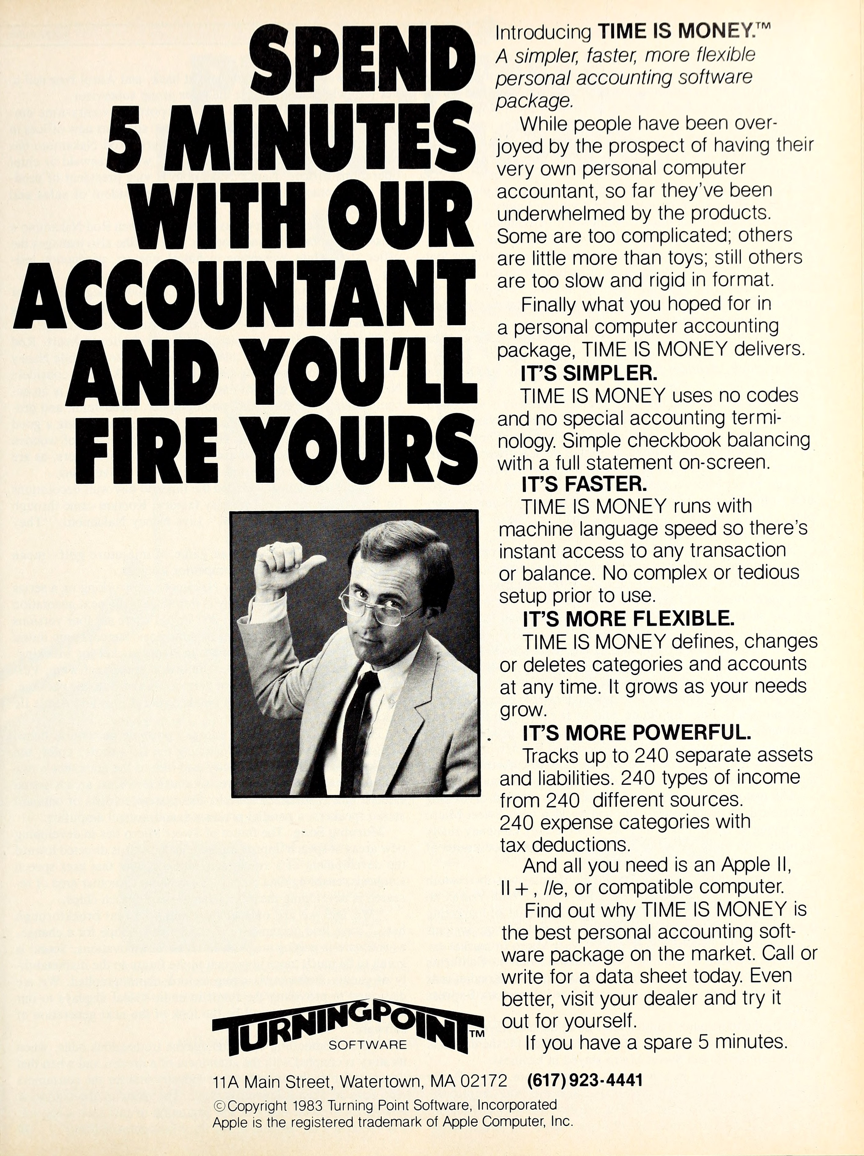 SPEND
5 MINUTES
WITH OUR
ACCOUNTANT
AND YOU'LL
FIRE YOURS
Introducing TIME IS MONEY.™
A simpler, faster, more flexible
personal accounting software
package.
While people have been over-
joyed by the prospect of having their
very own personal computer
accountant, so far they've been
underwhelmed by the products.
Some are too complicated; others
are little more than toys; still others
are too slow and rigid in format.
Finally what you hoped for in
a personal computer accounting
package, TIME IS MONEY delivers.
IT'S SIMPLER.
TIME IS MONEY uses no codes
and no special accounting termi-
nology. Simple checkbook balancing
with a full statement on-screen.
IT'S FASTER.
TIME IS MONEY runs with
machine language speed so there's
instant access to any transaction
or balance. No complex or tedious
setup prior to use.
IT'S MORE FLEXIBLE.
TIME IS MONEY defines, changes
or deletes categories and accounts
at any time. It grows as your needs
grow.
IT'S MORE POWERFUL.
Tracks up to 240 separate assets
and liabilities. 240 types of income
from 240 different sources.
240 expense categories with
tax deductions.
And all you need is an Apple II,
II+, //e, or compatible computer.
Find out why TIME IS MONEY is
the best personal accounting soft-
ware package on the market. Call or
write for a data sheet today. Even
better, visit your dealer and try it
out for yourself.
If you have a spare 5 minutes.
TURNINGPOINT™
SOFTWARE
11A Main Street, Watertown, MA 02172 (617) 923-4441
©Copyright 1983 Turning Point Software, Incorporated
Apple is the registered trademark of Apple Computer, Inc.